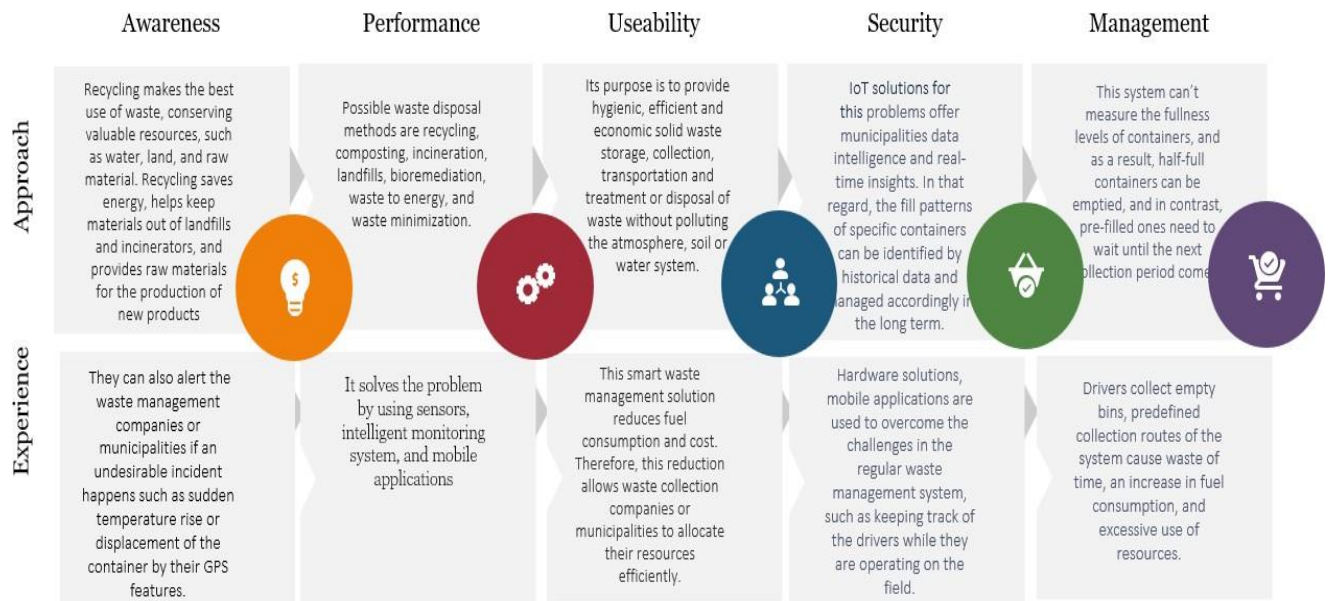 Awareness
Performance
Useability
Security
Management
Approach
Recycling makes the best
use of waste, conserving
valuable resources, such
as water, land, and raw
material. Recycling saves
energy, helps keep
materials out of landfills
and incinerators, and
provides raw materials
for the production of
new products
Possible waste disposal
methods are recycling,
composting, incineration,
landfills, bioremediation,
waste to energy, and
waste minimization.
Its purpose is to provide
hygienic, efficient and
economic solid waste
storage, collection,
transportation and
treatment or disposal of
waste without polluting
the atmosphere, soil or
water system.
IoT solutions for
this problems offer
municipalities data
intelligence and real-
time insights. In that
regard, the fill patterns
of specific containers
can be identified by
historical data and
managed accordingly in
the long term.
This system can't
measure the fullness
levels of containers, and
as a result, half-full
containers can be
emptied, and in contrast,
pre-filled ones need to
wait until the next
collection period come
$
Experience
They can also alert the
waste management
companies or
municipalities if an
undesirable incident
happens such as sudden
temperature rise or
displacement of the
container by their GPS
features.
It solves the problem
by using sensors,
intelligent monitoring
system, and mobile
applications
This smart waste
management solution
reduces fuel
consumption and cost.
Therefore, this reduction
allows waste collection
companies or
municipalities to allocate
their resources
efficiently.
Hardware solutions,
mobile applications are
used to overcome the
challenges in the
regular waste
management system,
such as keeping track of
the drivers while they
are operating on the
field.
Drivers collect empty
bins, predefined
collection routes of the
system cause waste of
time, an increase in fuel
consumption, and
excessive use of
resources.